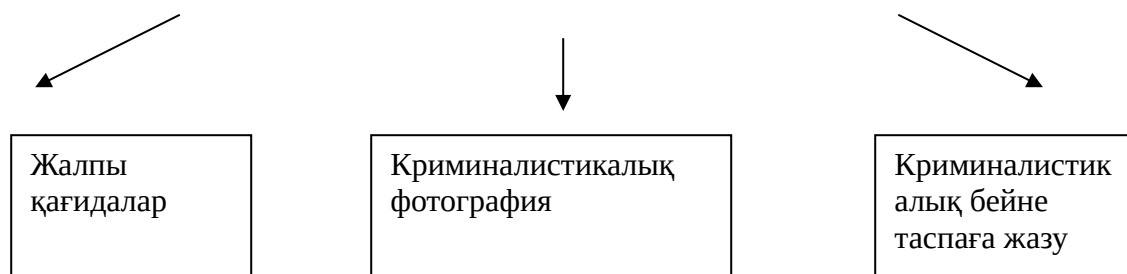 Жалпы
қағидалар
Криминалистикалық
фотография
Криминалистик
алық бейне
таспаға жазу